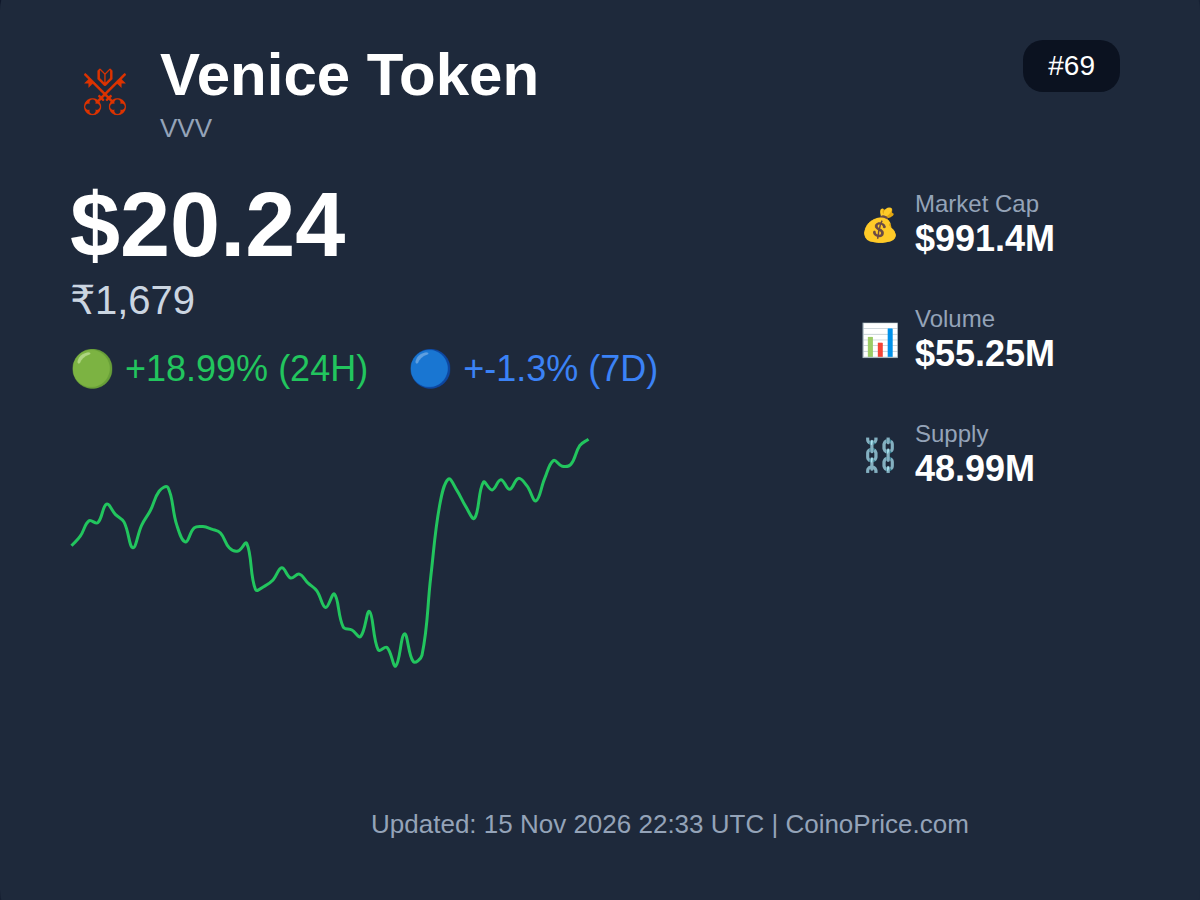 Venice Token
VVV
#69
$20.24
₹1,679
+18.99% (24H)
+-1.3% (7D)
Market Cap
$991.4M
Volume
$55.25M
Supply
48.99M
Updated: 15 Nov 2026 22:33 UTC | CoinoPrice.com